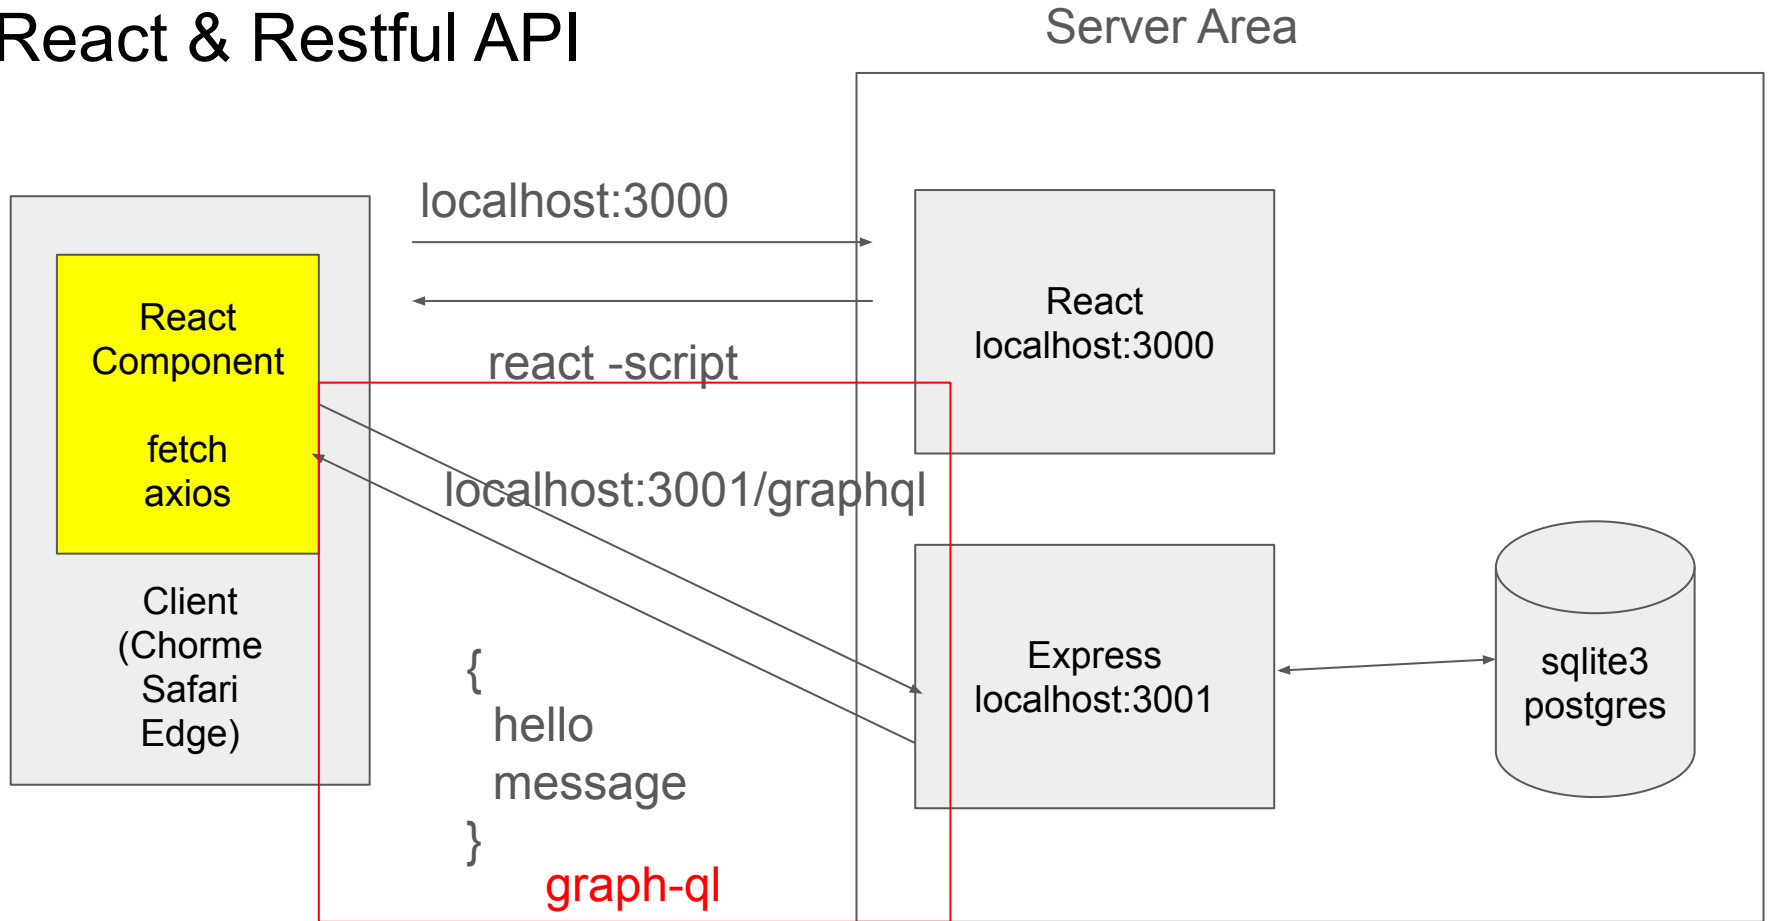 React & Restful API
Server Area
localhost:3000
react -script
React
Component
fetch
axios
Client
(Chorme
Safari
Edge)
localhost:3001/graphql
{
hello
message
}
graph-ql
React
localhost:3000
Express
localhost:3001
sqlite3
postgres